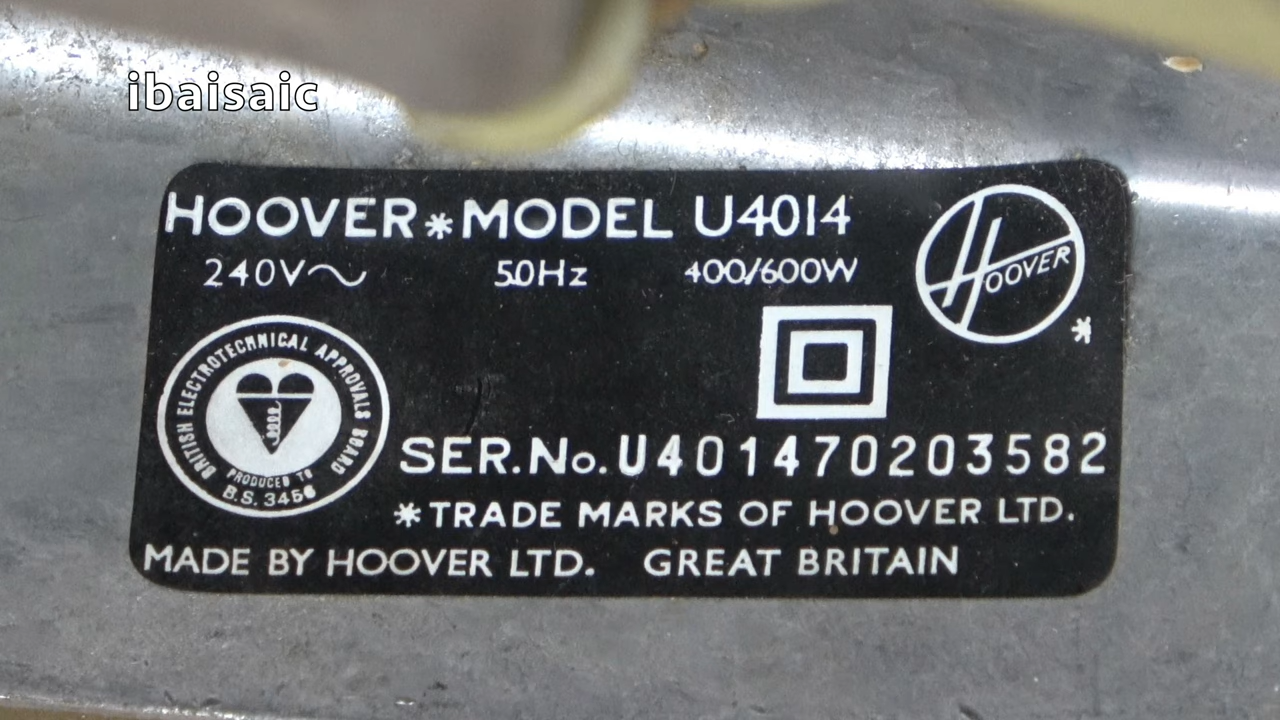 ibaisaic
HOOVER*MODEL U4014
240V~ 50Hz 400/600W
HOOVER
*
BRITISH ELECTROTECHNICAL APPROVALS BOARD
PRODUCED TO
B.S. 3456
SER.No.U401470203582
*TRADE MARKS OF HOOVER LTD.
MADE BY HOOVER LTD. GREAT BRITAIN